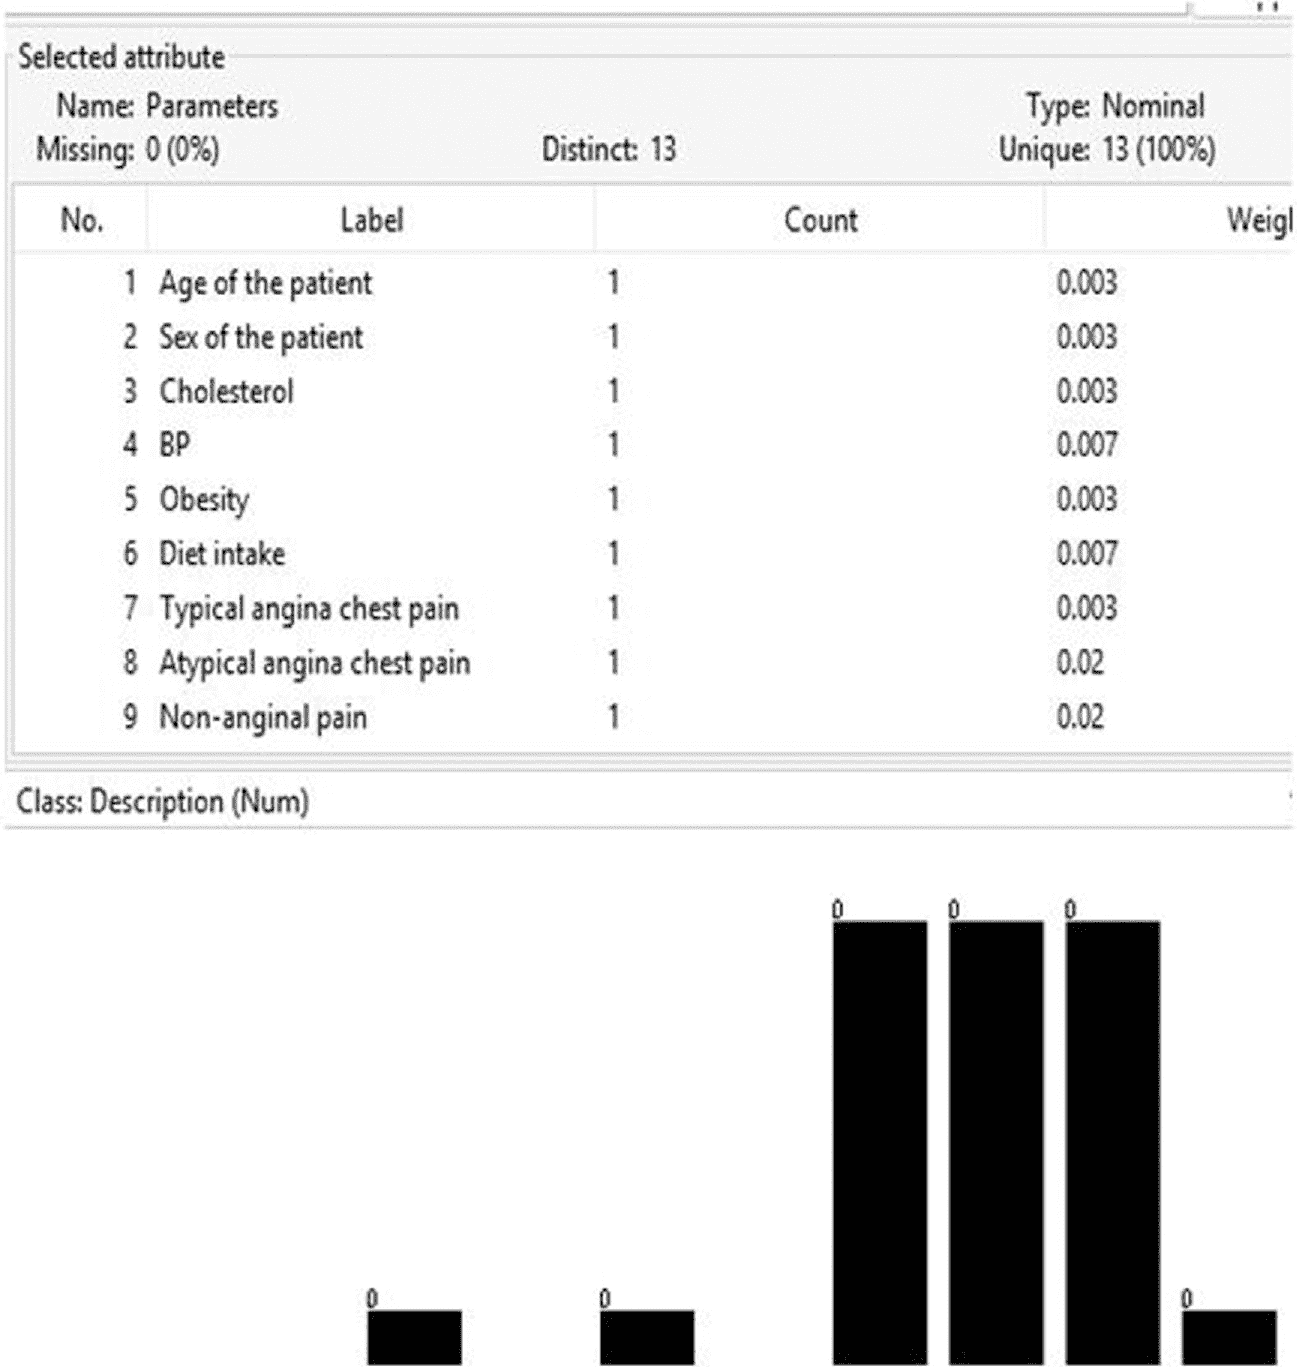 Selected attribute
Name: Parameters Type: Nominal
Missing: 0 (0%) Distinct: 13 Unique: 13 (100%)
No. Label Count
1 Age of the patient 1 0.003
2 Sex of the patient 1 0.003
3 Cholesterol 1 0.003
4 BP 1 0.007
5 Obesity 1 0.003
6 Diet intake 1 0.007
7 Typical angina chest pain 1 0.003
8 Atypical angina chest pain 1 0.02
9 Non-anginal pain 1 0.02
Class: Description (Num)
0 0 0
0 0 0